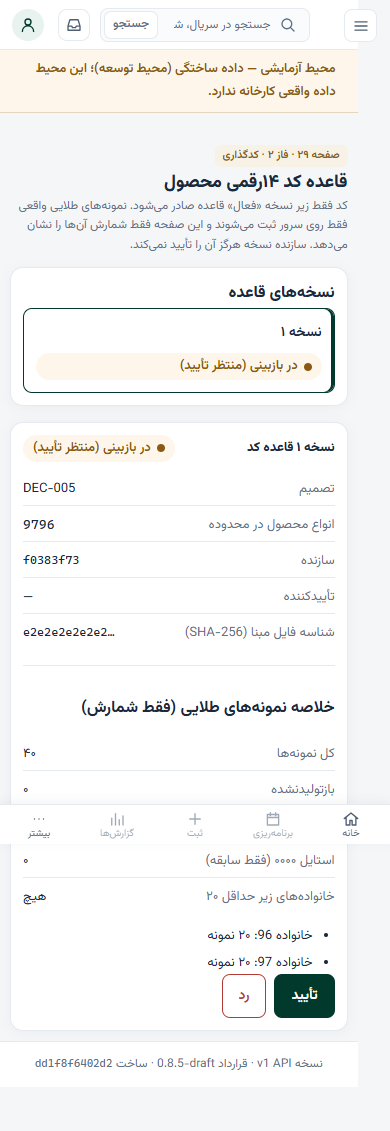 جستجو در سریال، ش
جستجو
محیط آزمایشی — داده ساختگی (محیط توسعه)؛ این محیط
داده واقعی کارخانه ندارد.
صفحه ۲۹ · فاز ۲ · کدگذاری
قاعده کد ۱۴رقمی محصول
کد فقط زیر نسخه «فعال» قاعده صادر می‌شود. نمونه‌های طلایی واقعی
فقط روی سرور ثبت می‌شوند و این صفحه فقط شمارش آن‌ها را نشان
می‌دهد. سازنده نسخه هرگز آن را تأیید نمی‌کند.
نسخه‌های قاعده
نسخه ۱
در بازبینی (منتظر تأیید)
نسخه ۱ قاعده کد
در بازبینی (منتظر تأیید)
تصمیم
DEC-005
انواع محصول در محدوده
9796
سازنده
f0383f73
تأییدکننده
—
شناسه فایل مبنا (SHA-256)
e2e2e2e2e2e2…
خلاصه نمونه‌های طلایی (فقط شمارش)
کل نمونه‌ها
۴۰
بازتولیدنشده
۰
خانه
برنامه‌ریزی
ثبت
گزارش‌ها
بیشتر
استایل ۰۰۰۰ (فقط سابقه)
۰
خانواده‌های زیر حداقل ۲۰
هیچ
خانواده 96: ۲۰ نمونه
خانواده 97: ۲۰ نمونه
تأیید
رد
نسخه v1 API · قرارداد 0.8.5-draft · ساخت dd1f8f6402d2